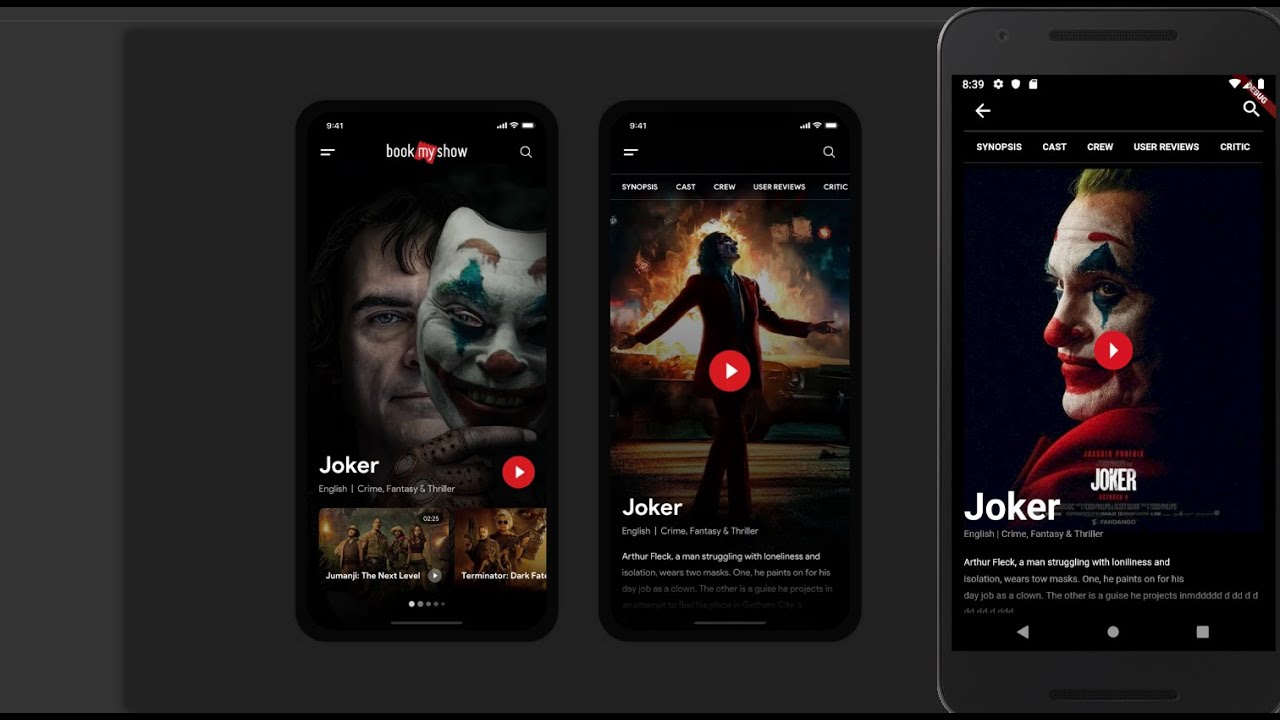 9:41
book my show
Joker
English | Crime, Fantasy & Thriller
02:25
Jumanji: The Next Level
Terminator: Dark Fate
9:41
SYNOPSIS CAST CREW USER REVIEWS CRITIC
Joker
English | Crime, Fantasy & Thriller
Arthur Fleck, a man struggling with loneliness and
isolation, wears two masks. One, he paints on for his
day job as a clown. The other is a guise he projects in
an attempt to find his place in Gotham City, s
8:39
DEBUG
SYNOPSIS CAST CREW USER REVIEWS CRITIC
JOAQUIN PHOENIX
JOKER
OCTOBER 4
FANDANGO
Joker
English | Crime, Fantasy & Thriller
Arthur Fleck, a man struggling with loniliness and
isolation, wears tow masks. One, he paints on for his
day job as a clown. The other is a guise he projects inmddddd d dd d d
dd dd d ddd